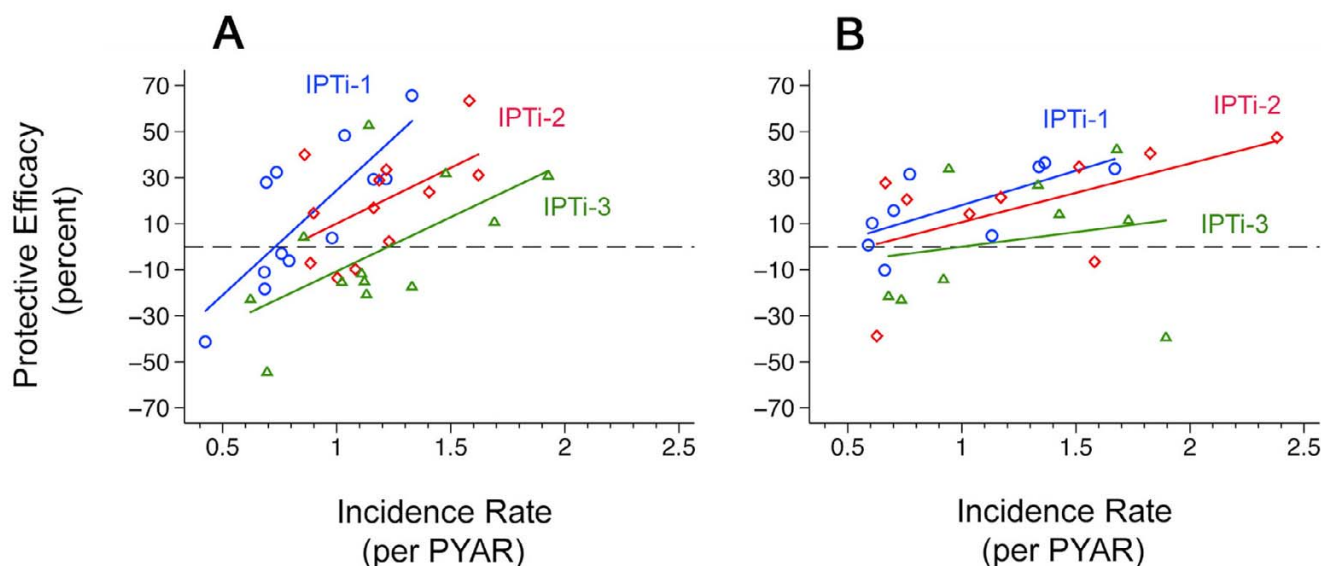 A
B
Protective Efficacy
(percent)
70
50
30
10
−10
−30
−50
−70
IPTi-1
IPTi-2
IPTi-3
0.5
1
1.5
2
2.5
Incidence Rate
(per PYAR)
70
50
30
10
−10
−30
−50
−70
IPTi-1
IPTi-2
IPTi-3
0.5
1
1.5
2
2.5
Incidence Rate
(per PYAR)